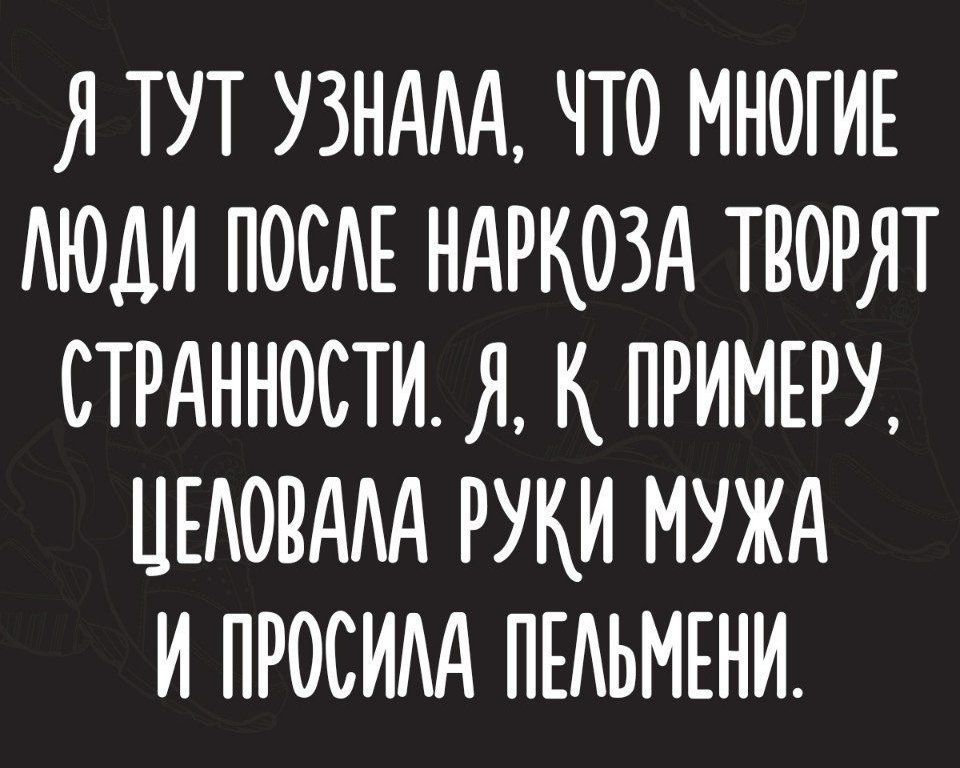 Я ТУТ УЗНАЛА, ЧТО МНОГИЕ
ЛЮДИ ПОСЛЕ НАРКОЗА ТВОРЯТ
СТРАННОСТИ. Я, К ПРИМЕРУ,
ЦЕЛОВАЛА РУКИ МУЖА
И ПРОСИЛА ПЕЛЬМЕНИ.